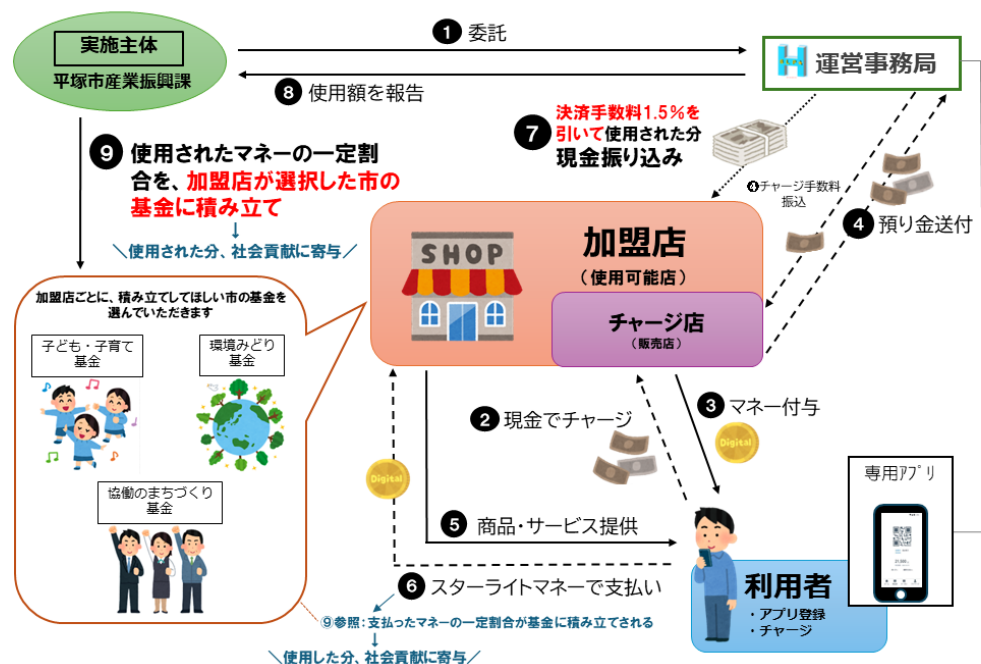 実施主体
平塚市産業振興課
❶ 委託
H 運営事務局
❽ 使用額を報告
❼ 決済手数料1.5%を
引いて使用された分
現金振り込み
❾ 使用されたマネーの一定割
合を、加盟店が選択した市の
基金に積み立て
＼使用された分、社会貢献に寄与／
❹チャージ手数料
振込
❹ 預り金送付
SHOP
加盟店
（使用可能店）
チャージ店
（販売店）
加盟店ごとに、積み立てしてほしい市の基金を
選んでいただきます
子ども・子育て
基金
環境みどり
基金
協働のまちづくり
基金
❷ 現金でチャージ
❸ マネー付与
Digital
Digital
専用アプリ
❺ 商品・サービス提供
❻ スターライトマネーで支払い
⑨参照：支払ったマネーの一定割合が基金に積み立てされる
＼使用した分、社会貢献に寄与／
利用者
・アプリ登録
・チャージ